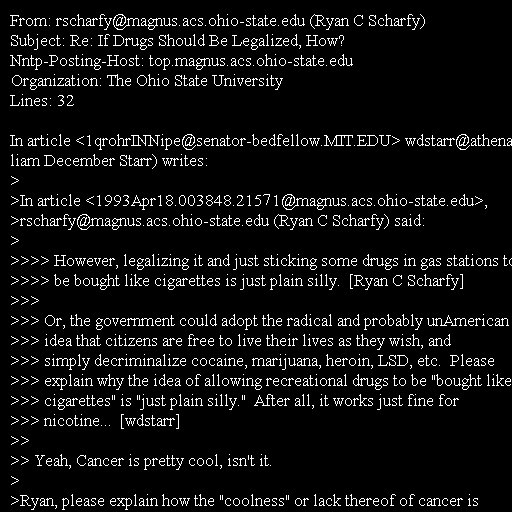 From: rscharfy@magnus.acs.ohio-state.edu (Ryan C Scharfy)
Subject: Re: If Drugs Should Be Legalized, How?
Nntp-Posting-Host: top.magnus.acs.ohio-state.edu
Organization: The Ohio State University
Lines: 32

In article <1qrohrINNipe@senator-bedfellow.MIT.EDU> wdstarr@athena
liam December Starr) writes:
>
>In article <1993Apr18.003848.21571@magnus.acs.ohio-state.edu>,
>rscharfy@magnus.acs.ohio-state.edu (Ryan C Scharfy) said:
>
>>>> However, legalizing it and just sticking some drugs in gas stations to
>>>> be bought like cigarettes is just plain silly.  [Ryan C Scharfy]
>>>
>>> Or, the government could adopt the radical and probably unAmerican
>>> idea that citizens are free to live their lives as they wish, and
>>> simply decriminalize cocaine, marijuana, heroin, LSD, etc.  Please
>>> explain why the idea of allowing recreational drugs to be "bought like
>>> cigarettes" is "just plain silly."  After all, it works just fine for
>>> nicotine...  [wdstarr]
>>
>> Yeah, Cancer is pretty cool, isn't it.
>
>Ryan, please explain how the "coolness" or lack thereof of cancer is